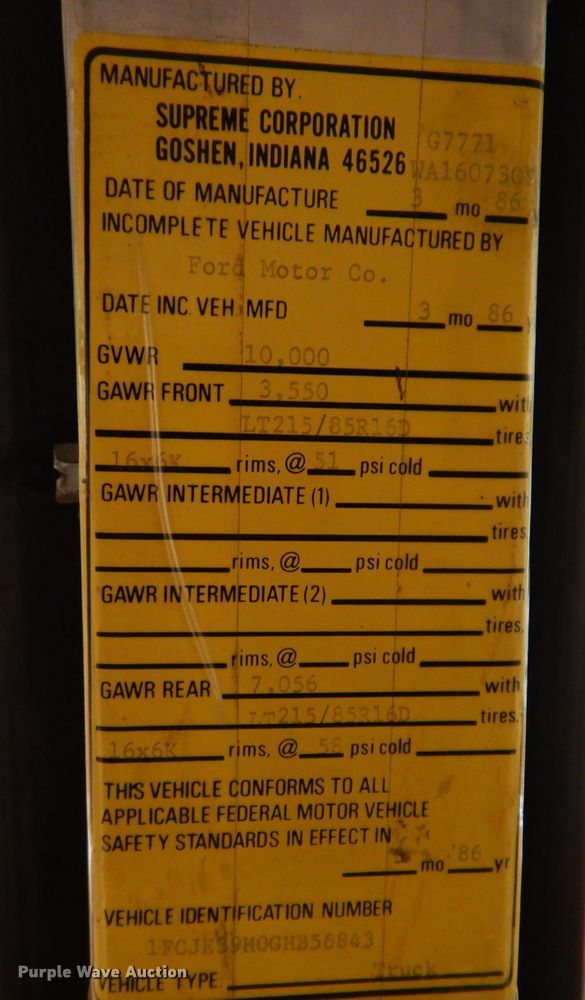 MANUFACTURED BY.
SUPREME CORPORATION
G7771
GOSHEN, INDIANA 46526
DATE OF MANUFACTURE 3 mo 86
INCOMPLETE VEHICLE MANUFACTURED BY
Ford Motor Co.
DATE INC. VEH. MFD 3 mo 86
GVWR 10,000
GAWR FRONT 3,550 with
LT215/85R16D tires
16x6K rims, @ 51 psi cold
GAWR INTERMEDIATE (1) with
tires
rims, @ psi cold
GAWR INTERMEDIATE (2) with
tires.
rims, @ psi cold
GAWR REAR 7,056 with
LT215/85R16D tires.
16x6K rims, @ 58 psi cold
THIS VEHICLE CONFORMS TO ALL
APPLICABLE FEDERAL MOTOR VEHICLE
SAFETY STANDARDS IN EFFECT IN
mo 86 yr
VEHICLE IDENTIFICATION NUMBER
1FCJE39H0GHB56843
VEHICLE TYPE. Truck
Purple Wave Auction